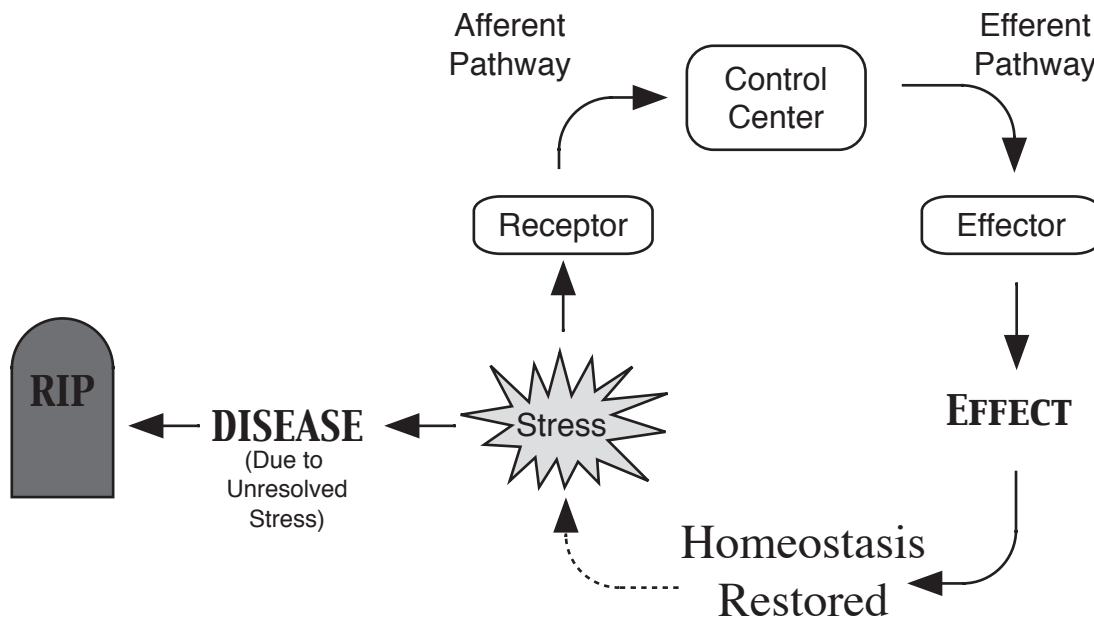 Afferent
Pathway
Efferent
Pathway
Control
Center
Receptor
Effector
RIP
DISEASE
(Due to
Unresolved
Stress)
Stress
EFFECT
Homeostasis
Restored